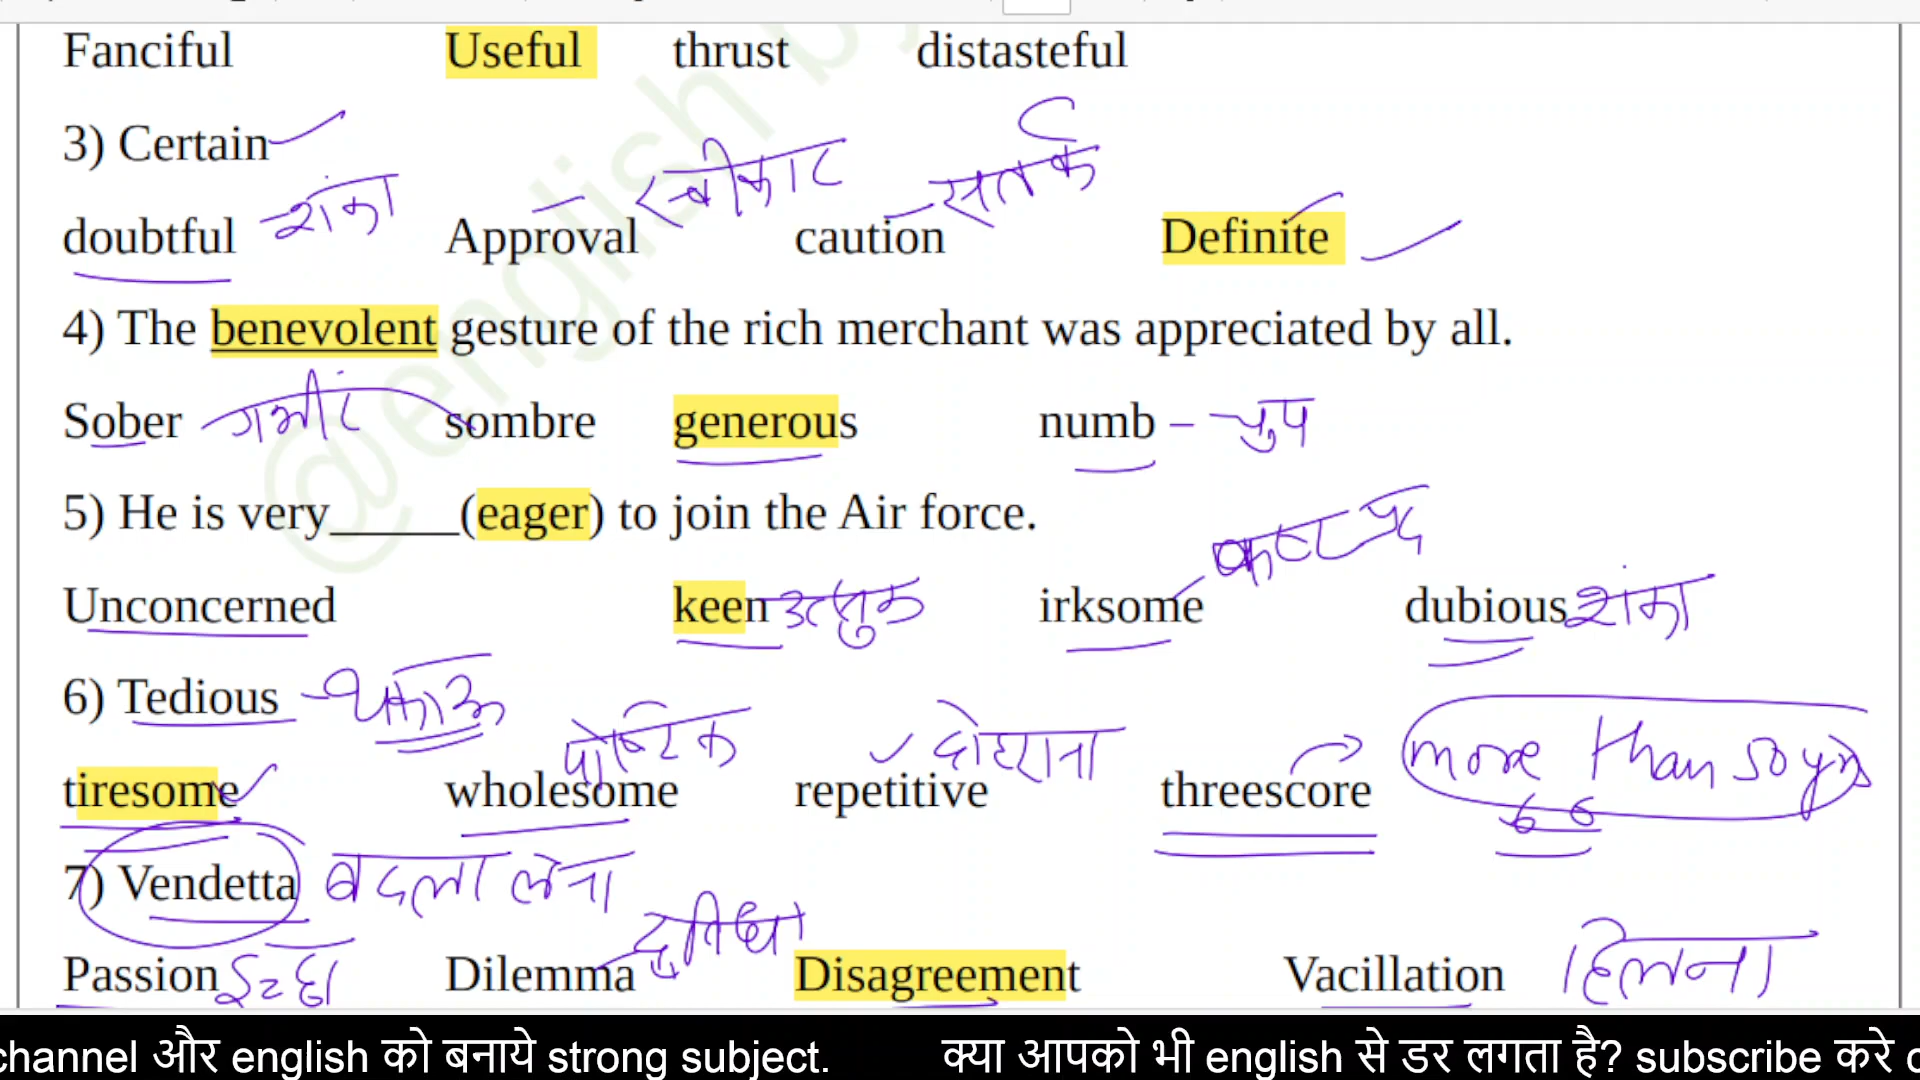 Fanciful Useful thrust distasteful
3) Certain
स्वीकार सतर्क
doubtful शंका Approval caution Definite
4) The benevolent gesture of the rich merchant was appreciated by all.
Sober गंभीर sombre generous numb - चुप
5) He is very_____(eager) to join the Air force.
कष्टप्रद
Unconcerned keen उत्सुक irksome dubious शंका
6) Tedious - थकाऊ
पौष्टिक दोहराना more than 50 yrs
tiresome wholesome repetitive threescore 66
7) Vendetta बदला लेना
दुविधा
Passion Dilemma Disagreement Vacillation हिलना
channel और english को बनाये strong subject. क्या आपको भी english से डर लगता है? subscribe करे
@english